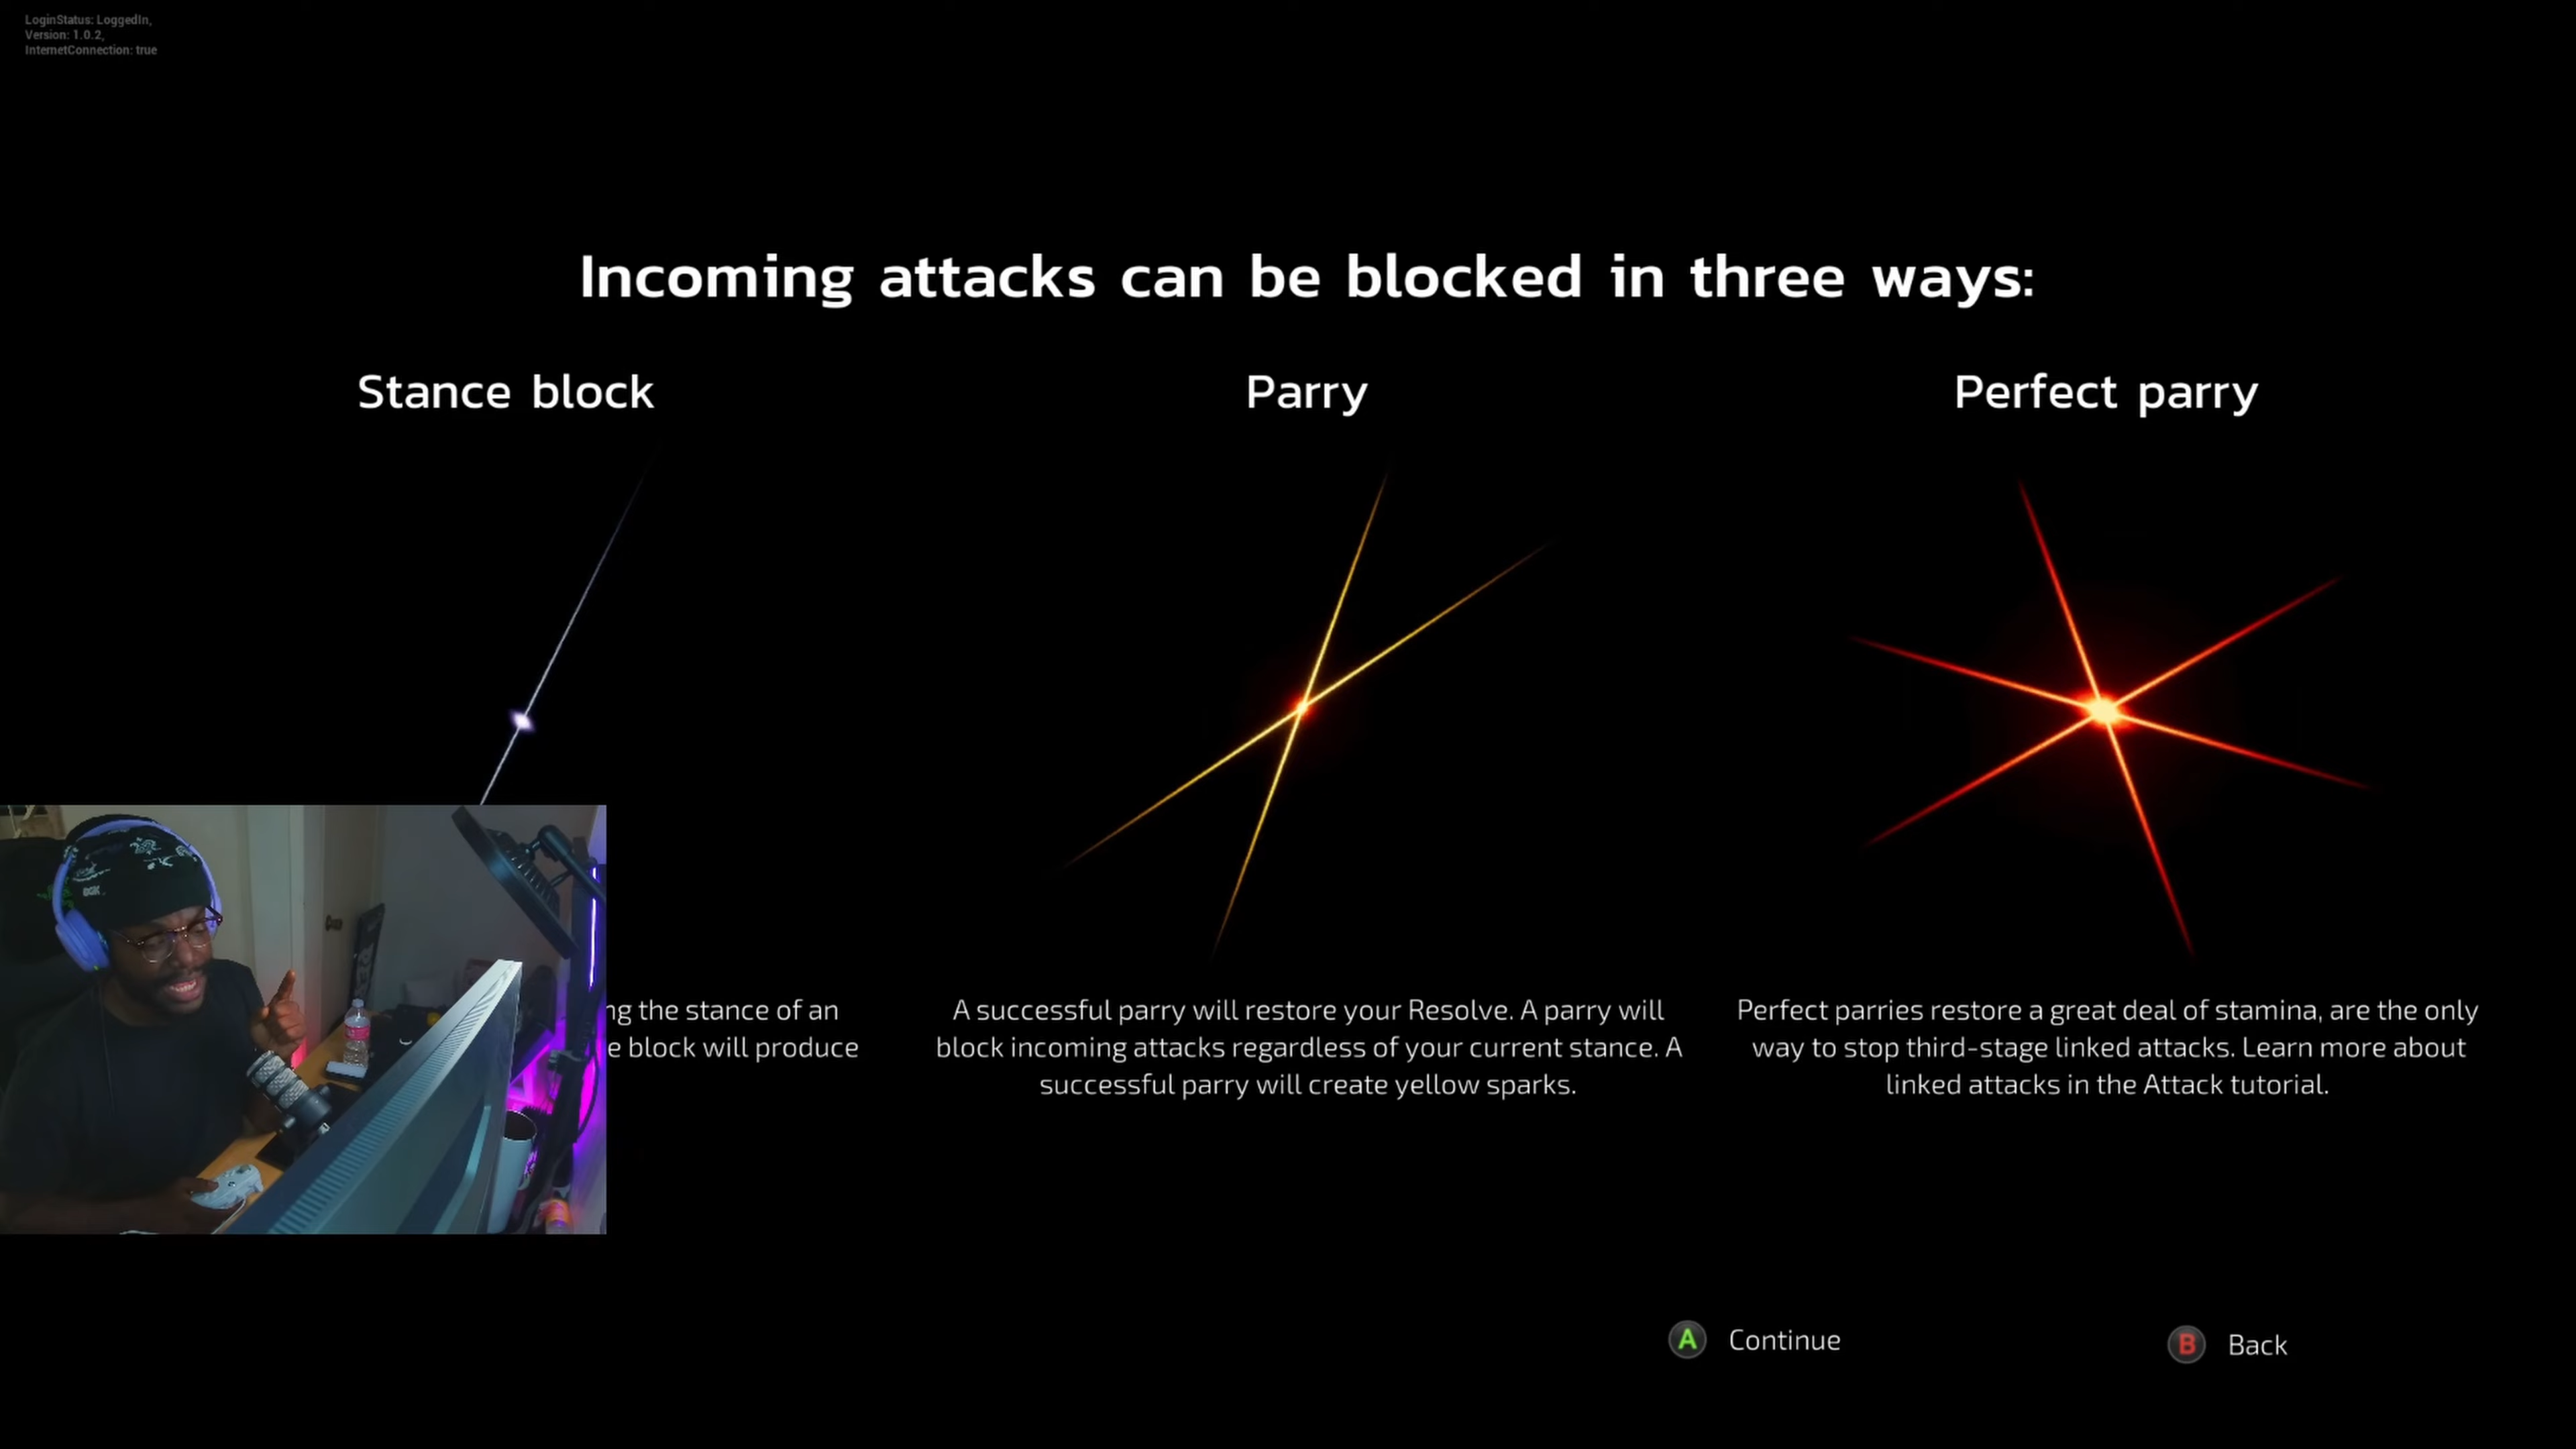 LoginStatus: LoggedIn,
Version: 1.0.2,
InternetConnection: true
Incoming attacks can be blocked in three ways:
Stance block
the stance of an
block will produce
Parry
A successful parry will restore your Resolve. A parry will
block incoming attacks regardless of your current stance. A
successful parry will create yellow sparks.
Perfect parry
Perfect parries restore a great deal of stamina, are the only
way to stop third-stage linked attacks. Learn more about
linked attacks in the Attack tutorial.
A Continue
B Back